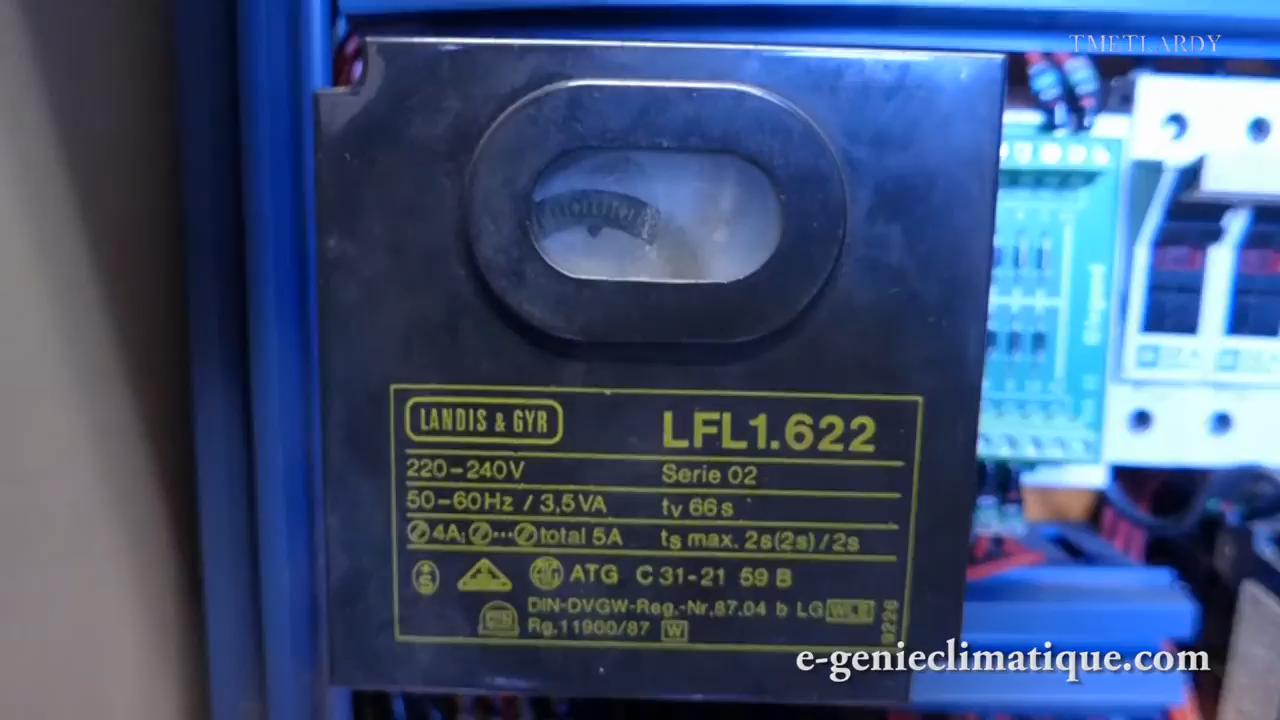 TMETLARDY
LANDIS & GYR
LFL1.622
220-240V
Serie 02
50-60Hz / 3,5VA
tv 66s
4A; ... total 5A
ts max. 2s(2s)/2s
S
ATG C 31-21 59 B
DIN-DVGW-Reg.-Nr.87.04 b LG
Rg.11900/87 W
legrand
e-genieclimatique.com